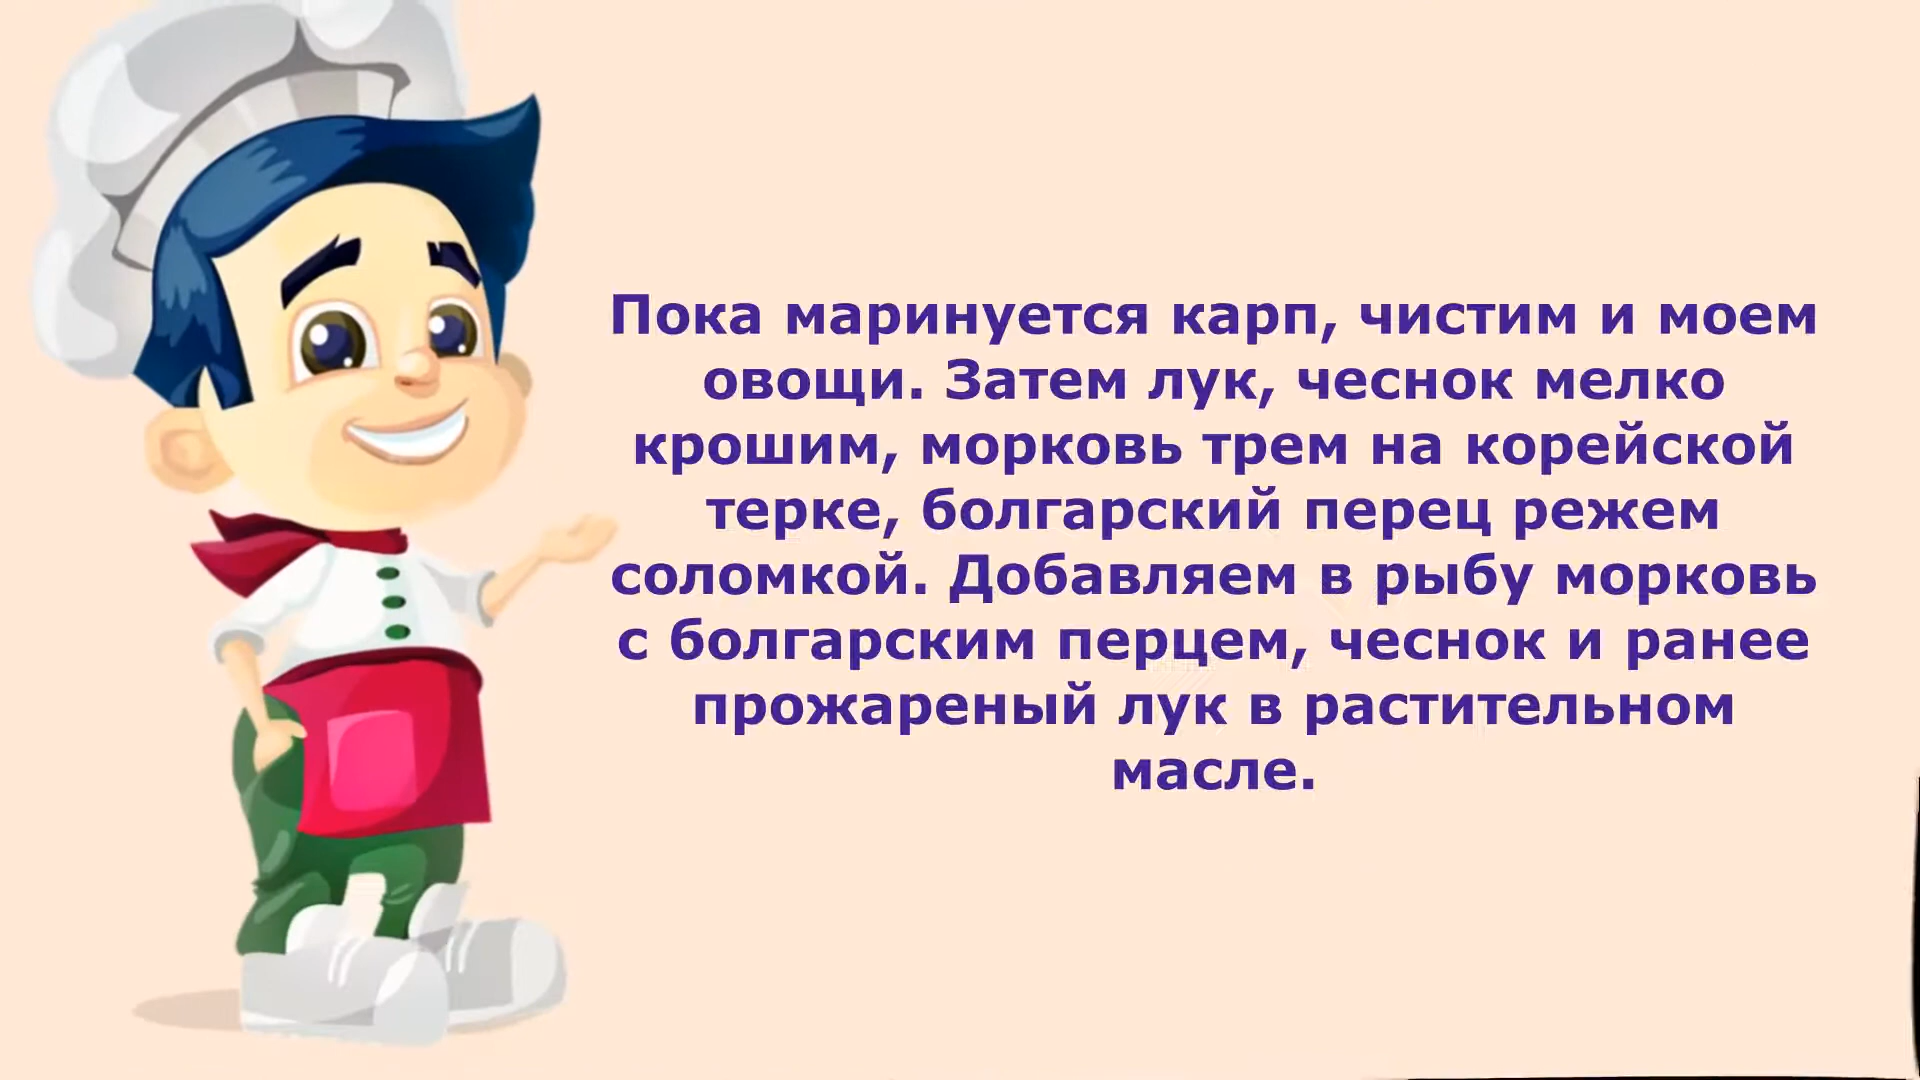 Пока маринуется карп, чистим и моем
овощи. Затем лук, чеснок мелко
крошим, морковь трем на корейской
терке, болгарский перец режем
соломкой. Добавляем в рыбу морковь
с болгарским перцем, чеснок и ранее
прожареный лук в растительном
масле.